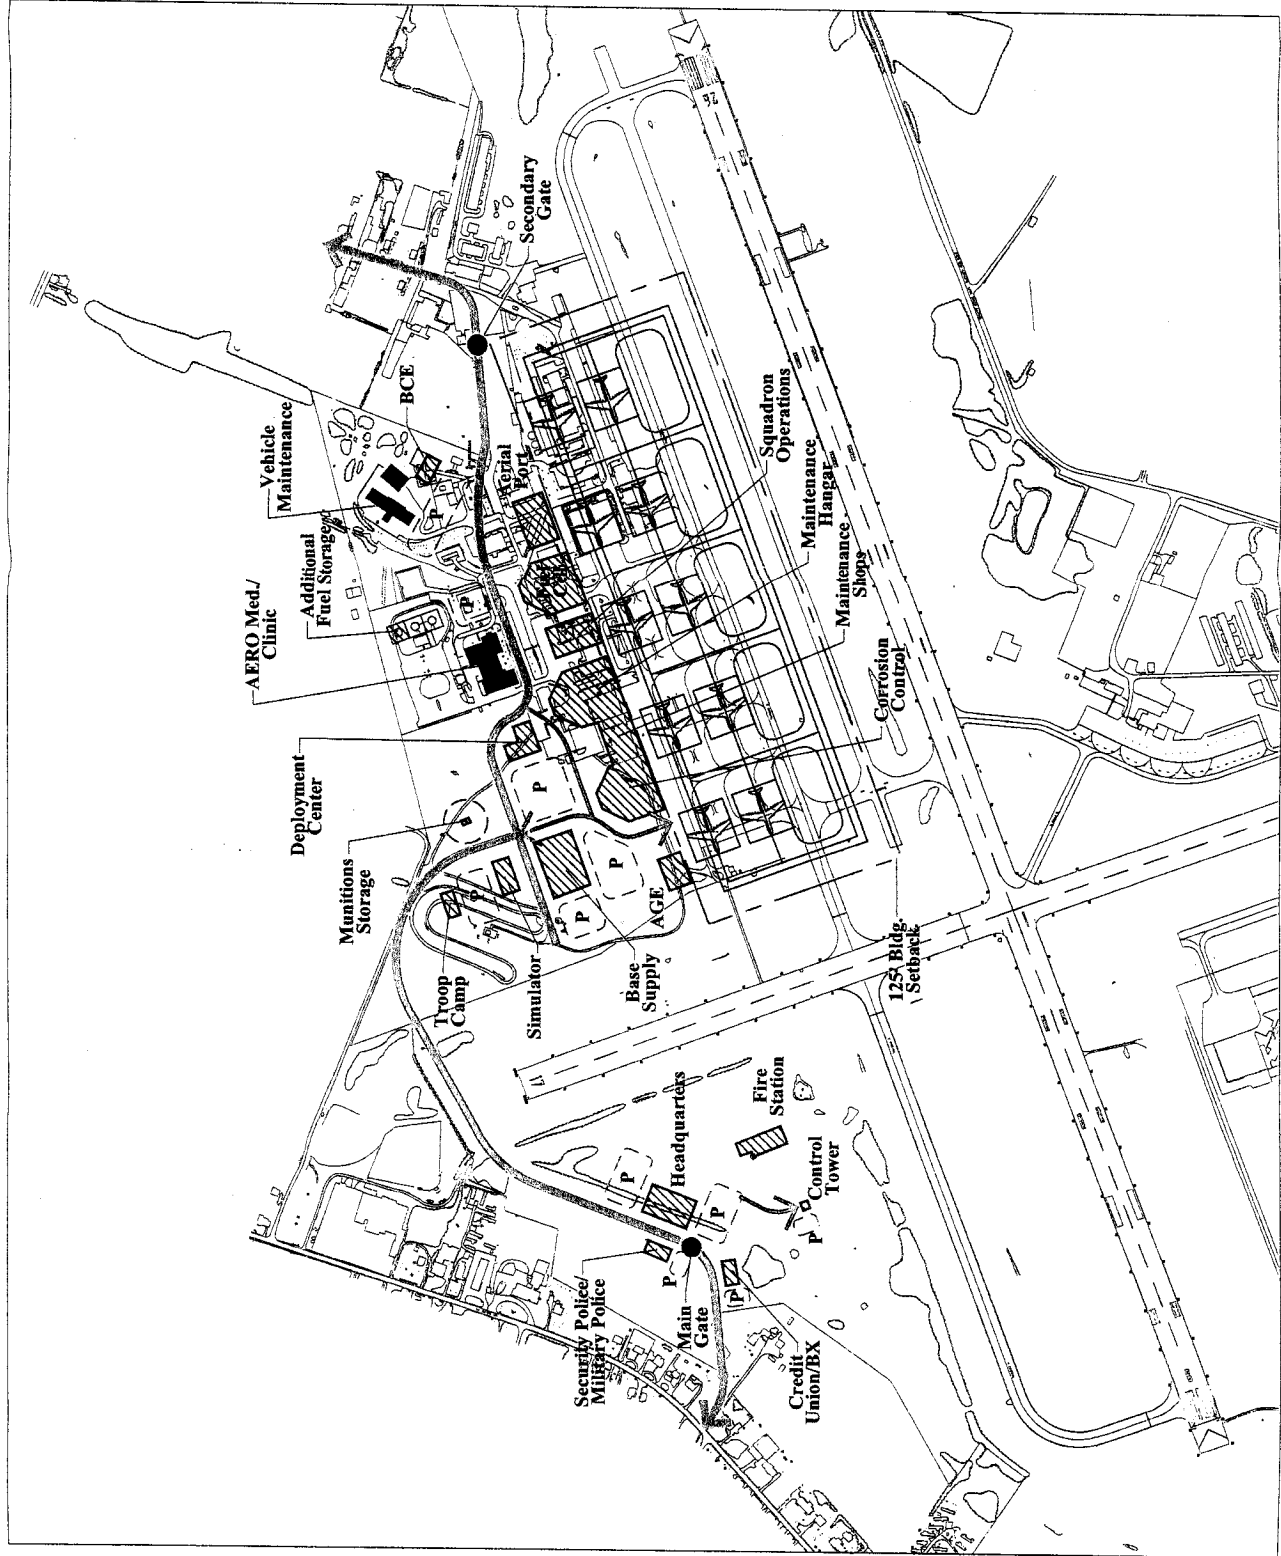 Vehicle
Maintenance
BCE
Secondary
Gate
Additional
Fuel Storage
AERO Med./
Clinic
Aerial
Port
P
P
Squadron
Operations
Maintenance
Hangar
Maintenance
Shops
Corrosion
Control
Deployment
Center
P
Munitions
Storage
P
P
AGE
Troop
Camp
Simulator
Base
Supply
125' Bldg.
Setback
Fire
Station
Headquarters
P
P
Control
Tower
P
Security Police/
Military Police
P
Main
Gate
P
Credit
Union/BX
26